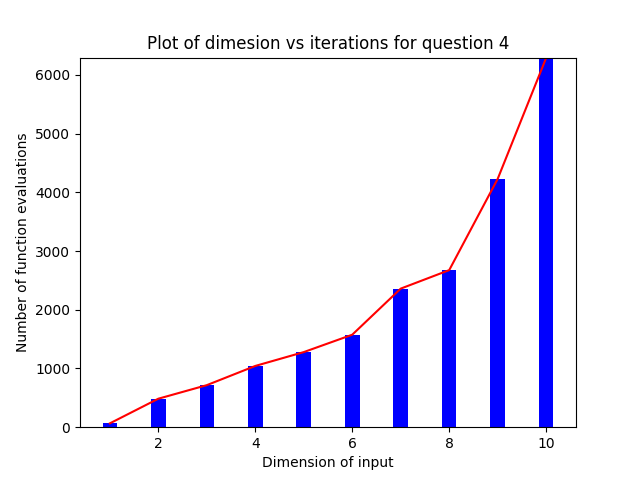 Plot of dimesion vs iterations for question 4
6000
5000
4000
3000
2000
1000
0
Number of function evaluations
2 4 6 8 10
Dimension of input